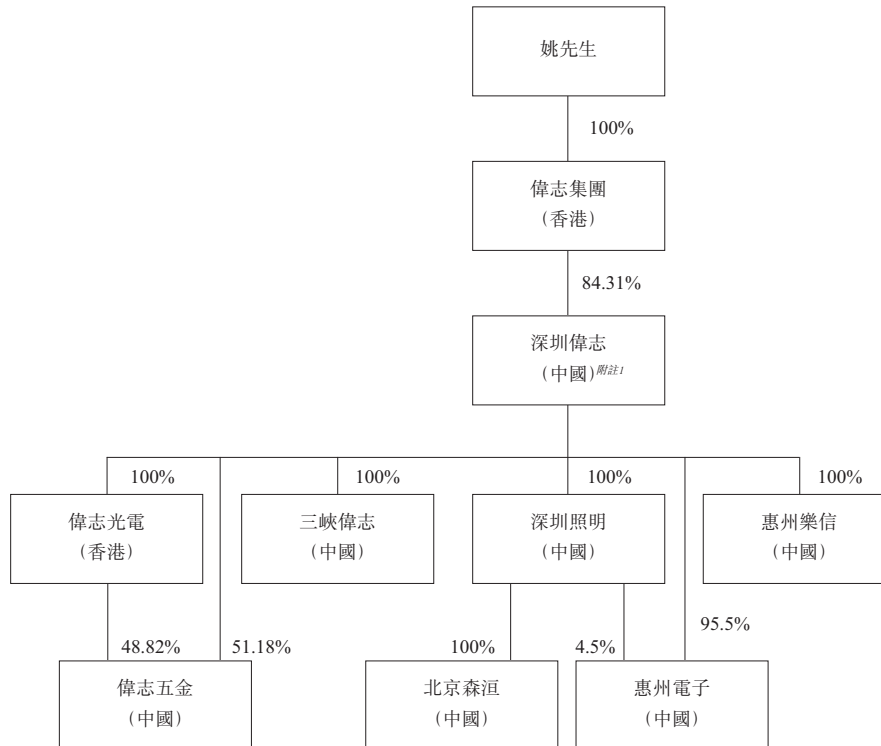 姚先生
100%
偉志集團
（香港）
84.31%
深圳偉志
（中國）附註1
100%
100%
100%
100%
偉志光電
（香港）
三峽偉志
（中國）
深圳照明
（中國）
惠州樂信
（中國）
95.5%
48.82%
51.18%
100%
4.5%
偉志五金
（中國）
北京森洹
（中國）
惠州電子
（中國）